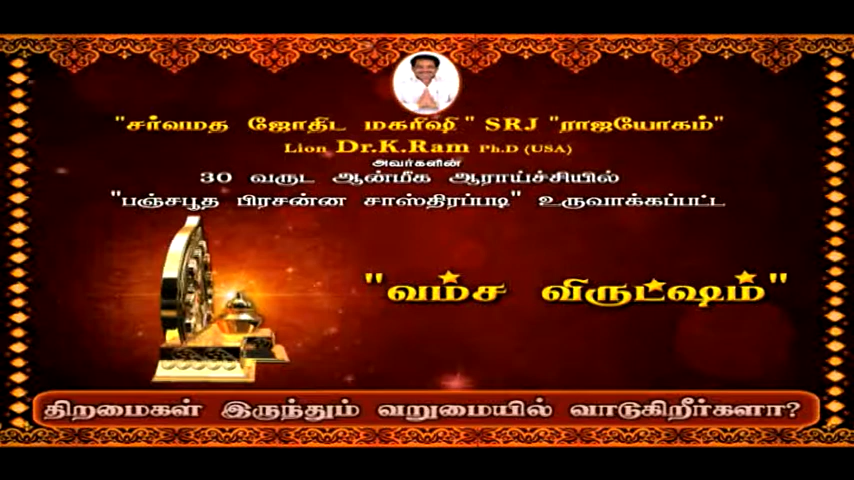 "சர்வமத ஜோதிட மகரிஷி" SRJ "ராஜயோகம்"
Lion Dr.K.Ram Ph.D (USA)
அவர்களின்
30 வருட ஆன்மீக ஆராய்ச்சியில்
"பஞ்சபூத பிரசன்ன சாஸ்திரப்படி" உருவாக்கப்பட்ட
"வம்ச விருட்ஷம்"
திறமைகள் இருந்தும் வறுமையில் வாடுகிறீர்களா?